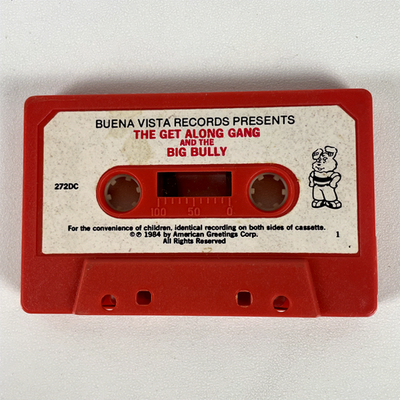 BUENA VISTA RECORDS PRESENTS
THE GET ALONG GANG
AND THE
BIG BULLY
272DC
100 50 0
For the convenience of children, identical recording on both sides of cassette.
©℗ 1984 by American Greetings Corp.
All Rights Reserved
1